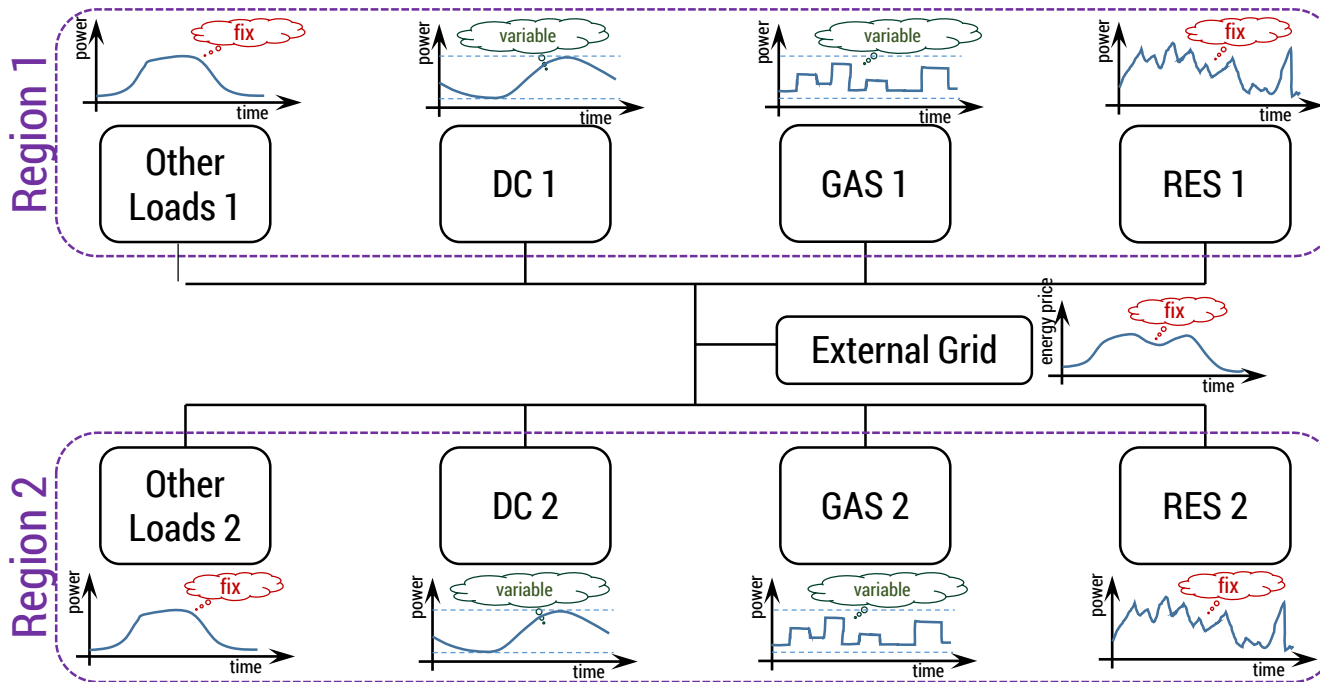 Region 1
power
fix
time
power
variable
time
power
variable
time
power
fix
time
Other
Loads 1
DC 1
GAS 1
RES 1
External Grid
energy price
fix
time
Region 2
Other
Loads 2
DC 2
GAS 2
RES 2
power
fix
time
power
variable
time
power
variable
time
power
fix
time